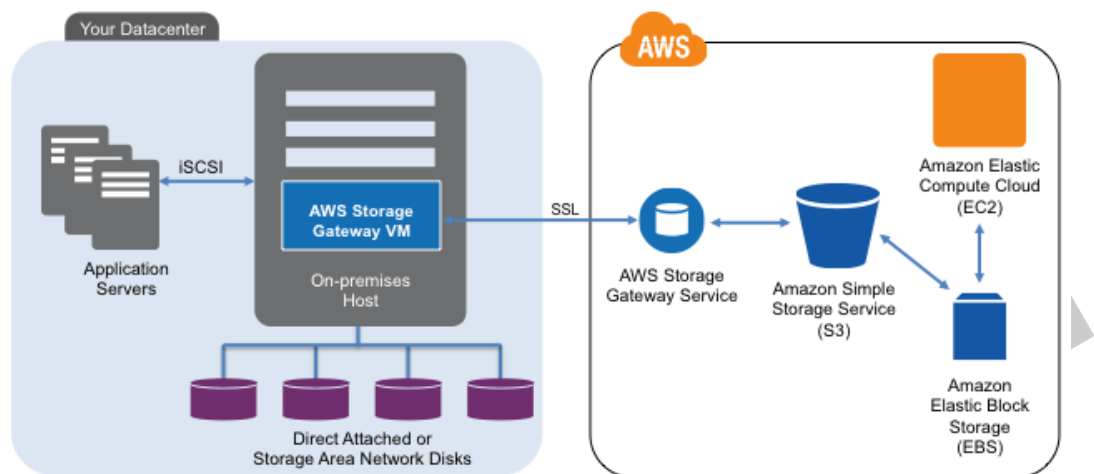 Your Datacenter
AWS
iSCSI
AWS Storage
Gateway VM
SSL
Application
Servers
On-premises
Host
Direct Attached or
Storage Area Network Disks
AWS Storage
Gateway Service
Amazon Simple
Storage Service
(S3)
Amazon Elastic
Compute Cloud
(EC2)
Amazon
Elastic Block
Storage
(EBS)